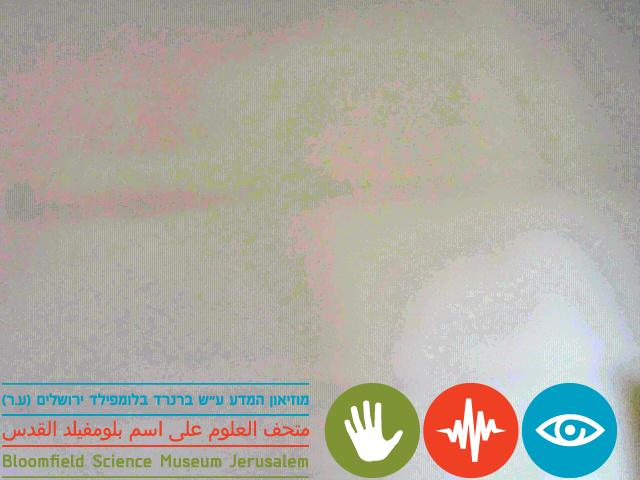 מוזיאון המדע ע״ש ברנרד בלומפילד ירושלים (ע.ר)
متحف العلوم على اسم بلومفيلد القدس
Bloomfield Science Museum Jerusalem